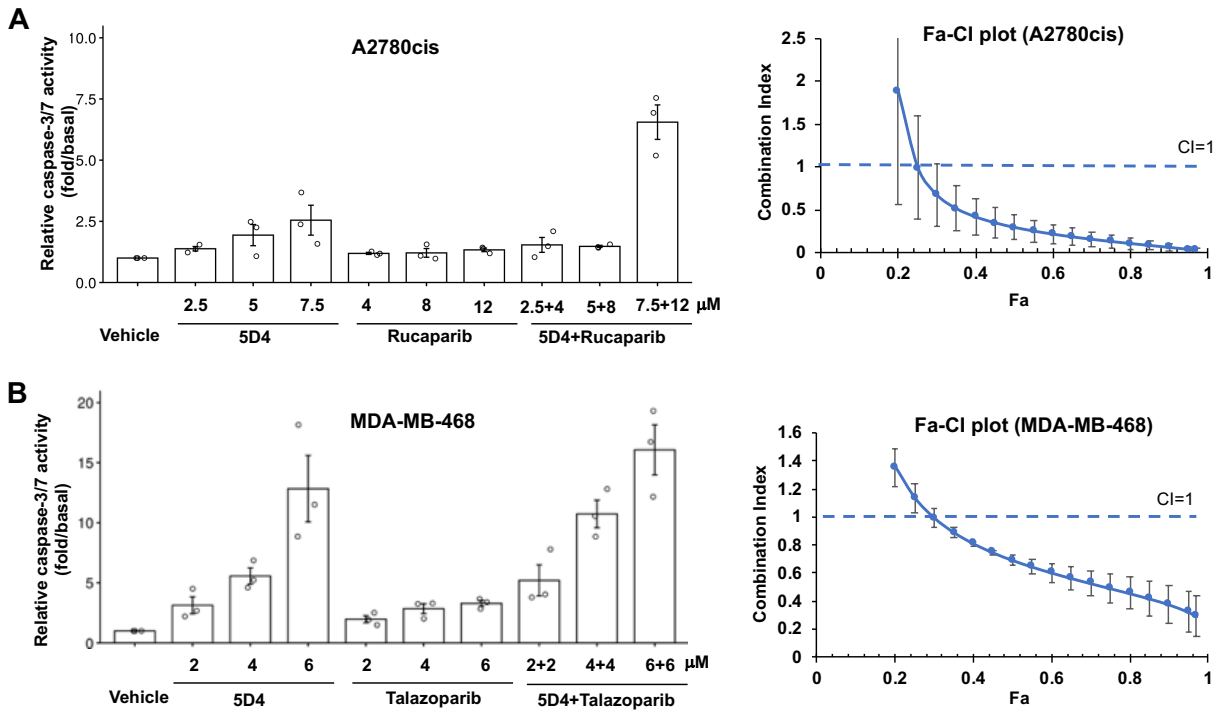 A
A2780cis
Relative caspase-3/7 activity
(fold/basal)
10.0
7.5
5.0
2.5
0.0
2.5 5 7.5 4 8 12 2.5+4 5+8 7.5+12 μM
Vehicle 5D4 Rucaparib 5D4+Rucaparib
Fa-CI plot (A2780cis)
Combination Index
2.5
2
1.5
1
0.5
0
CI=1
0 0.2 0.4 0.6 0.8 1
Fa
B
MDA-MB-468
Relative caspase-3/7 activity
(fold/basal)
20
15
10
5
0
2 4 6 2 4 6 2+2 4+4 6+6 μM
Vehicle 5D4 Talazoparib 5D4+Talazoparib
Fa-CI plot (MDA-MB-468)
Combination Index
1.6
1.4
1.2
1
0.8
0.6
0.4
0.2
0
CI=1
0 0.2 0.4 0.6 0.8 1
Fa